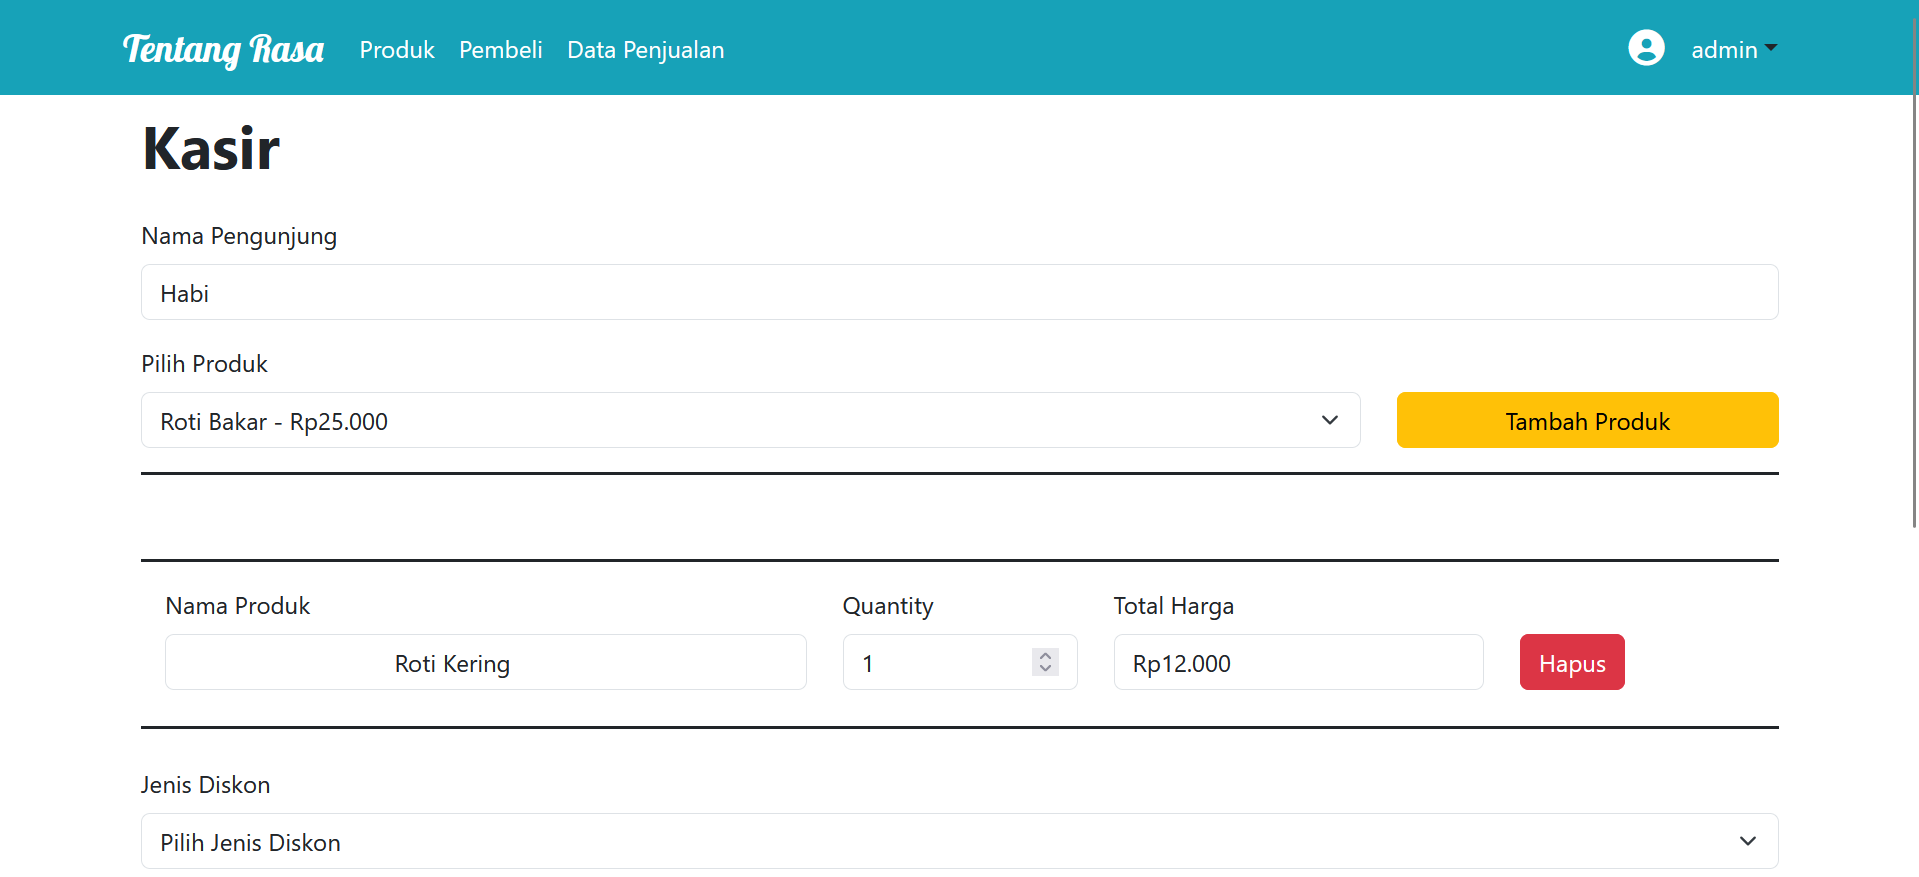 Tentang Rasa Produk Pembeli Data Penjualan admin
Kasir
Nama Pengunjung
Habi
Pilih Produk
Roti Bakar - Rp25.000 Tambah Produk
Nama Produk Quantity Total Harga
Roti Kering 1 Rp12.000 Hapus
Jenis Diskon
Pilih Jenis Diskon